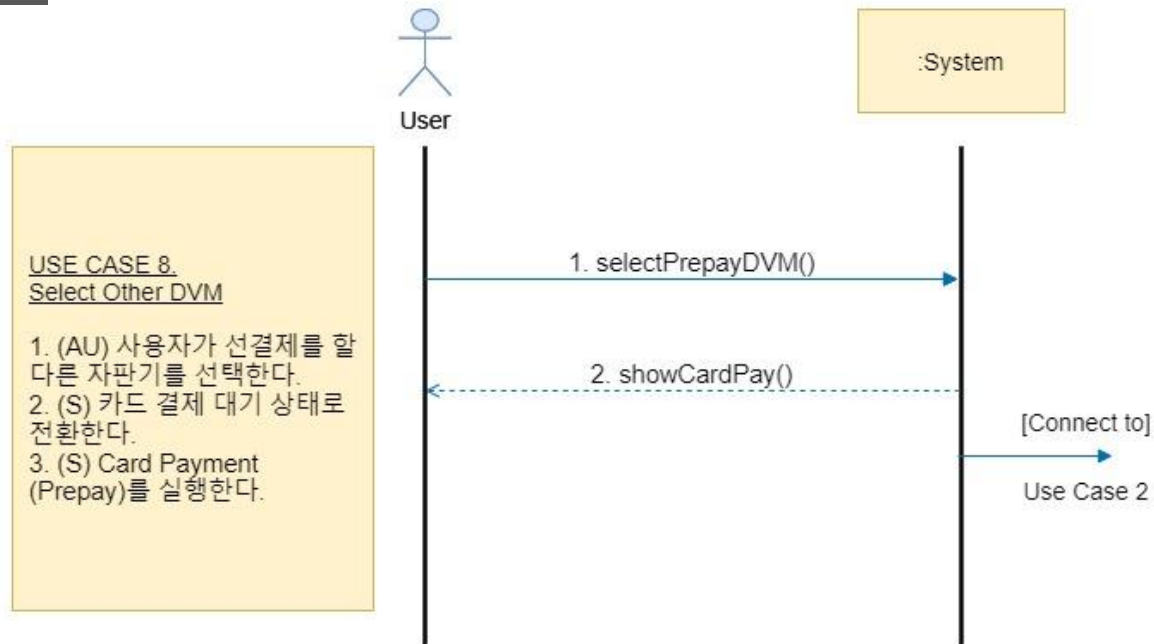 :System
User
USE CASE 8.
Select Other DVM
1. (AU) 사용자가 선결제를 할
다른 자판기를 선택한다.
2. (S) 카드 결제 대기 상태로
전환한다.
3. (S) Card Payment
(Prepay)를 실행한다.
1. selectPrepayDVM()
2. showCardPay()
[Connect to]
Use Case 2